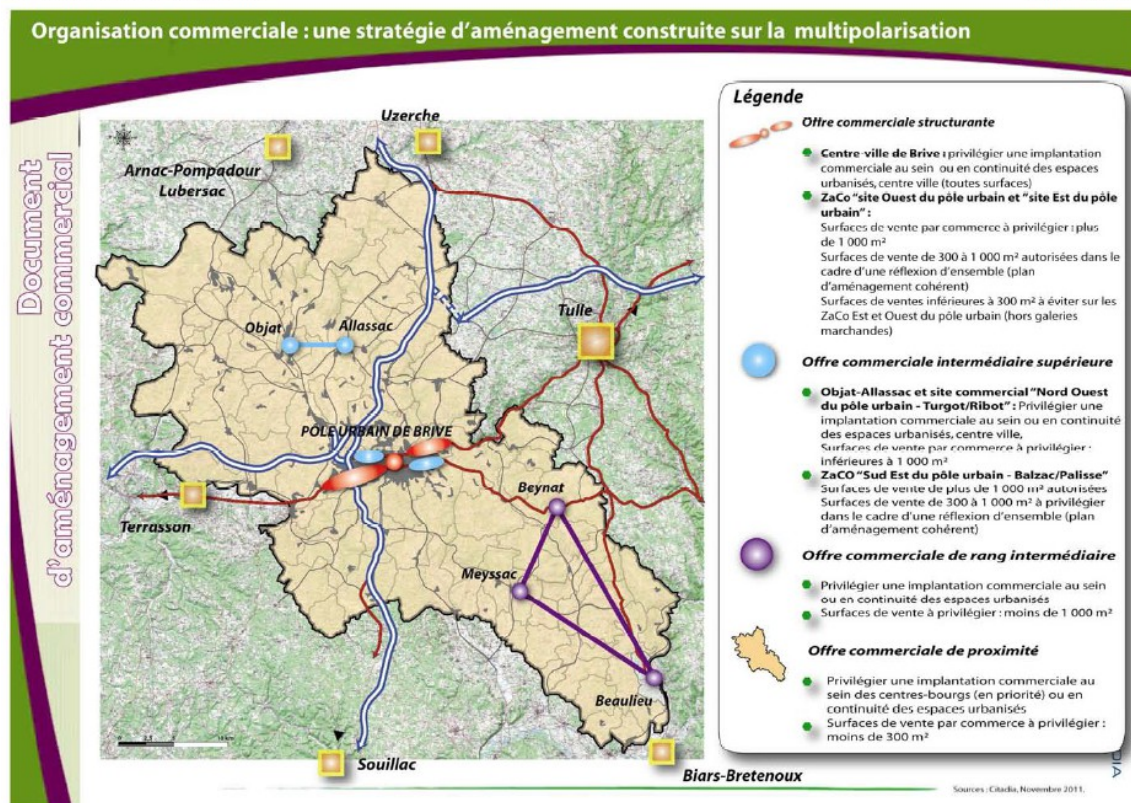 Organisation commerciale : une stratégie d'aménagement construite sur la multipolarisation
Document
d'aménagement commercial
Uzerche
Arnac-Pompadour
Lubersac
Objat
Allassac
Tulle
PÔLE URBAIN DE BRIVE
Terrasson
Beynat
Meyssac
Beaulieu
Souillac
Biars-Bretenoux
Légende
Offre commerciale structurante
Centre-ville de Brive : privilégier une implantation
commerciale au sein ou en continuité des espaces
urbanisés, centre ville (toutes surfaces)
ZaCo "site Ouest du pôle urbain et "site Est du pôle
urbain" :
Surfaces de vente par commerce à privilégier : plus
de 1 000 m²
Surfaces de vente de 300 à 1 000 m² autorisées dans le
cadre d'une réflexion d'ensemble (plan
d'aménagement cohérent)
Surfaces de ventes inférieures à 300 m² à éviter sur les
ZaCo Est et Ouest du pôle urbain (hors galeries
marchandes)
Offre commerciale intermédiaire supérieure
Objat-Allassac et site commercial "Nord Ouest
du pôle urbain - Turgot/Ribot" : Privilégier une
implantation commerciale au sein ou en continuité
des espaces urbanisés, centre ville,
Surfaces de vente par commerce à privilégier :
inférieures à 1 000 m²
ZaCO "Sud Est du pôle urbain - Balzac/Palisse"
Surfaces de vente de plus de 1 000 m² autorisées
Surfaces de vente de 300 à 1 000 m² à privilégier
dans le cadre d'une réflexion d'ensemble (plan
d'aménagement cohérent)
Offre commerciale de rang intermédiaire
Privilégier une implantation commerciale au sein
ou en continuité des espaces urbanisés
Surfaces de vente à privilégier : moins de 1 000 m²
Offre commerciale de proximité
Privilégier une implantation commerciale au
sein des centres-bourgs (en priorité) ou en
continuité des espaces urbanisés
Surfaces de vente par commerce à privilégier :
moins de 300 m²
DIA
Sources : Citadia, Novembre 2011.